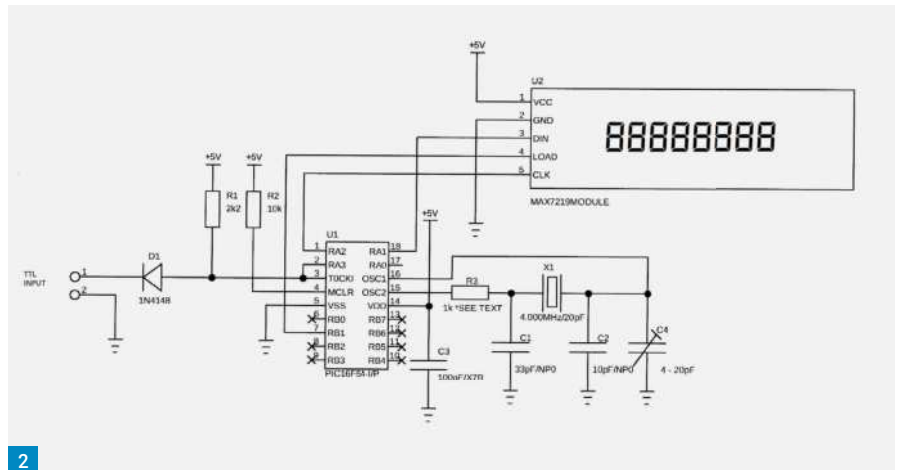 +5V
U2
1 VCC
2 GND
3 DIN
4 LOAD
5 CLK
88888888
MAX7219MODULE
+5V
+5V
R1
2k2
R2
10k
+5V
U1
1 RA2
2 RA3
3 T0CKI
4 MCLR
5 VSS
6 RB0
7 RB1
8 RB2
9 RB3
RA1 18
RA0 17
OSC1 16
OSC2 15
VDD 14
RB7 13
RB6 12
RB5 11
RB4 10
PIC16F54-I/P
D1
1N4148
TTL
INPUT
1
2
R3
1k *SEE TEXT
X1
4.000MHz/20pF
C1
33pF/NP0
C2
10pF/NP0
C4
4 - 20pF
C3
100nF/X7R
2